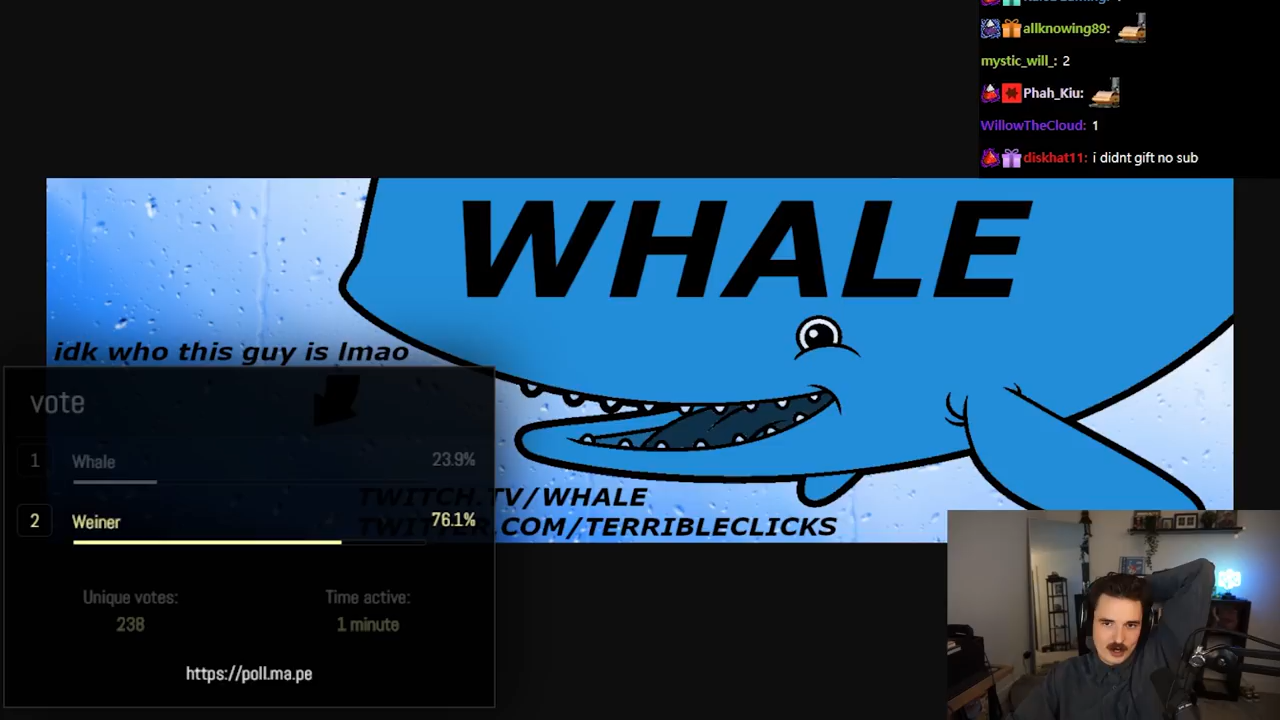 allknowing89:
mystic_will_: 2
Phah_Kiu:
WillowTheCloud: 1
diskhat11: i didnt gift no sub
WHALE
idk who this guy is lmao
vote
1 Whale 23.9%
2 Weiner 76.1%
TWITCH.TV/WHALE
TWITTER.COM/TERRIBLECLICKS
Unique votes: Time active:
238 1 minute
https://poll.ma.pe